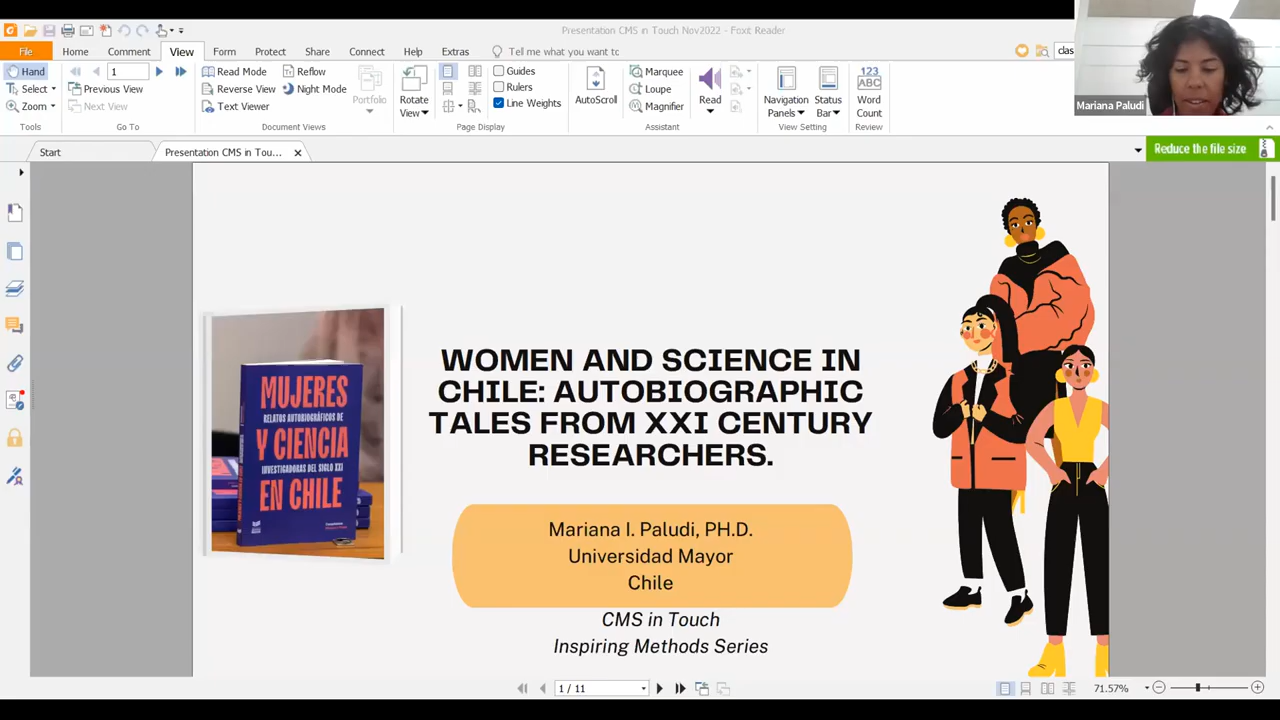 Presentation CMS in Touch Nov2022 - Foxit Reader
File
Home
Comment
View
Form
Protect
Share
Connect
Help
Extras
Tell me what you want tc
clas
Hand
Select
Zoom
Tools
1
Previous View
Next View
Go To
Read Mode
Reverse View
Text Viewer
Reflow
Night Mode
Document Views
Portfolio
Rotate
View
Guides
Rulers
Line Weights
Page Display
AutoScroll
Marquee
Loupe
Magnifier
Assistant
Read
Navigation
Panels
Status
Bar
View Setting
123
ABC
Word
Count
Review
Mariana Paludi
Start
Presentation CMS in Tou...
Reduce the file size
MUJERES
RELATOS AUTOBIOGRÁFICOS DE
Y CIENCIA
INVESTIGADORAS DEL SIGLO XXI
EN CHILE
WOMEN AND SCIENCE IN
CHILE: AUTOBIOGRAPHIC
TALES FROM XXI CENTURY
RESEARCHERS.
Mariana I. Paludi, PH.D.
Universidad Mayor
Chile
CMS in Touch
Inspiring Methods Series
1 / 11
71.57%